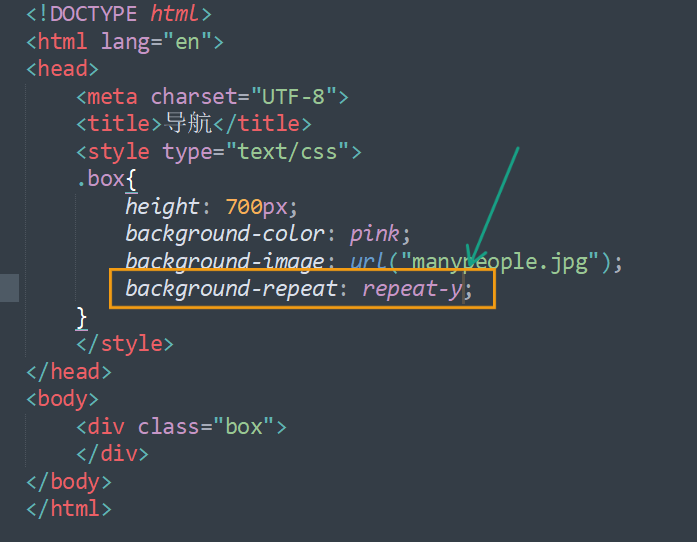 <!DOCTYPE html>
<html lang="en">
<head>
<meta charset="UTF-8">
<title>导航</title>
<style type="text/css">
.box{
height: 700px;
background-color: pink;
background-image: url("manypeople.jpg");
background-repeat: repeat-y;
}
</style>
</head>
<body>
<div class="box">
</div>
</body>
</html>